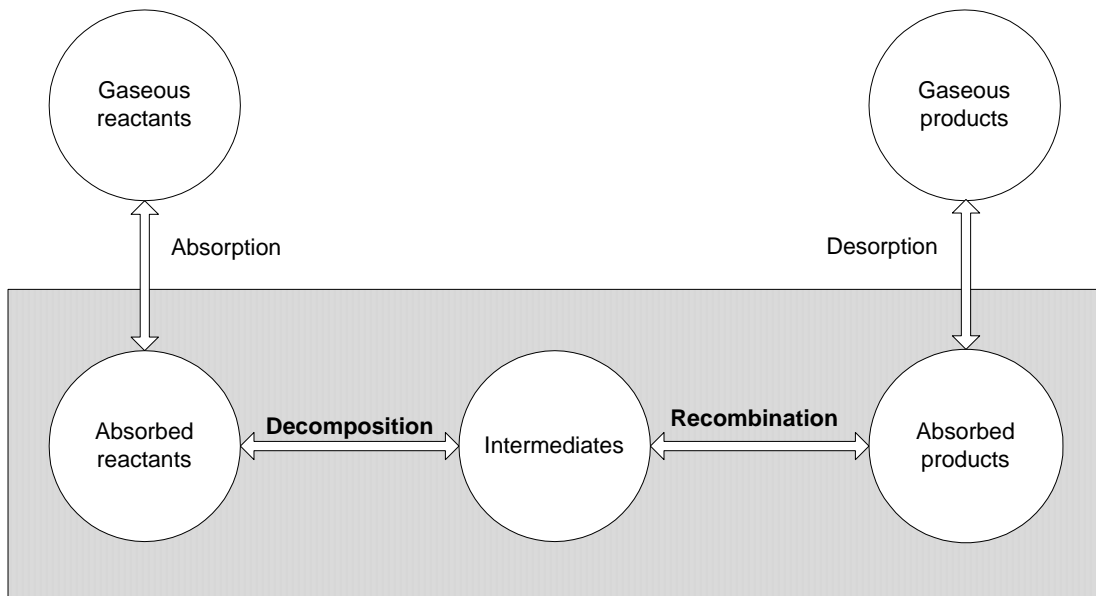 Gaseous
reactants
Gaseous
products
Absorption
Desorption
Absorbed
reactants
Decomposition
Intermediates
Recombination
Absorbed
products